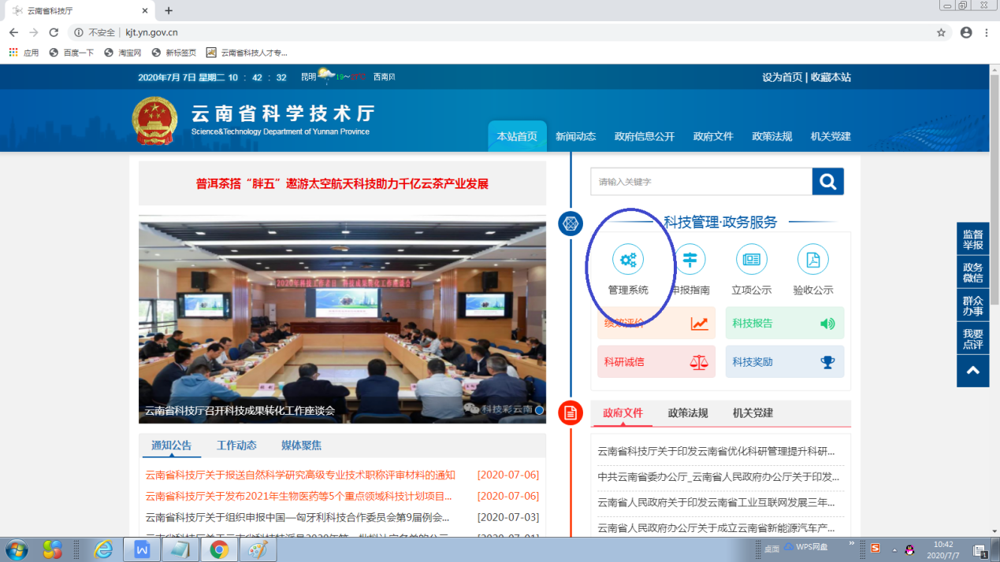 云南省科技厅
不安全 | kjt.yn.gov.cn
应用 百度一下 淘宝网 新标签页 云南省科技人才专...
2020年7月 7日 星期二 10 : 42 : 32 昆明 19~ 西南风
设为首页 | 收藏本站
云南省科学技术厅
Science&Technology Department of Yunnan Province
本站首页 新闻动态 政府信息公开 政府文件 政策法规 机关党建
普洱茶搭“胖五”遨游太空航天科技助力千亿云茶产业发展
请输入关键字
科技管理·政务服务
管理系统 申报指南 立项公示 验收公示
绩效评价 科技报告
科研诚信 科技奖励
监督举报
政务微信
群众办事
我要点评
2020年科技工作者日 科技成果转化工作座谈会
云南省科技厅召开科技成果转化工作座谈会
科技彩云南
政府文件 政策法规 机关党建
云南省科技厅关于印发云南省优化科研管理提升科研...
中共云南省委办公厅_云南省人民政府办公厅关于印发...
云南省人民政府关于印发云南省工业互联网发展三年...
云南省人民政府办公厅关于成立云南省新能源汽车产...
通知公告 工作动态 媒体聚焦
云南省科技厅关于报送自然科学研究高级专业技术职称评审材料的通知 [2020-07-06]
云南省科技厅关于发布2021年生物医药等5个重点领域科技计划项目... [2020-07-06]
云南省科技厅关于组织申报中国—匈牙利科技合作委员会第9届例会... [2020-07-03]
桌面 WPS网盘
10:42
2020/7/7